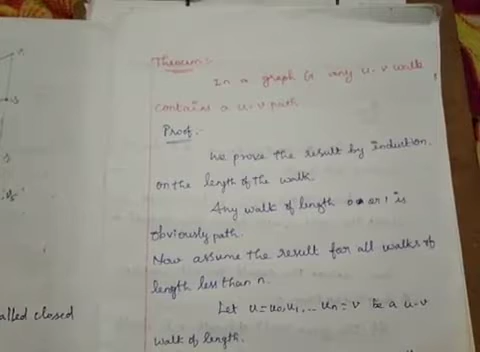 Theorem:-
In a graph G any u-v walk
contains a u-v path
Proof:-
We prove the result by induction.
on the length of the walk.
Any walk of length 0 or 1 is
obviously path.
Now assume the result for all walks of
length less than n.
Let u=u0,u1,... un=v be a u-v
walk of length.
alled closed